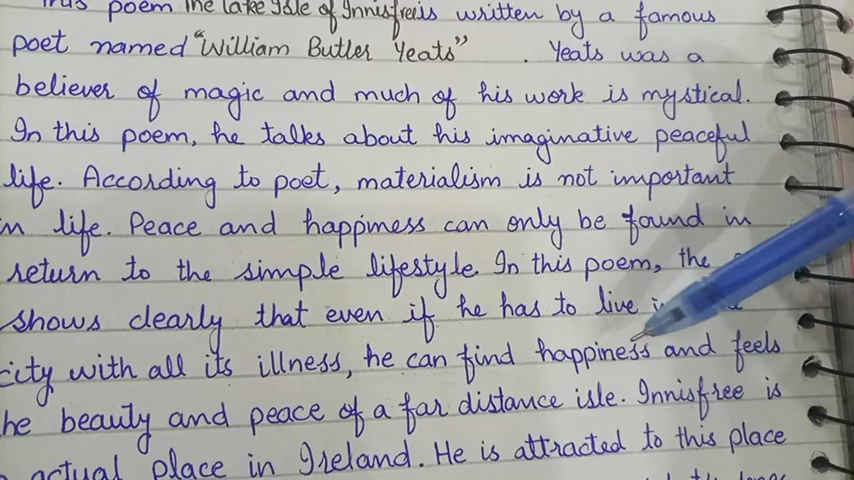 This poem The Lake Isle of Innisfree is written by a famous
poet named "William Butler Yeats" . Yeats was a
believer of magic and much of his work is mystical.
In this poem, he talks about his imaginative peaceful
life. According to poet, materialism is not important
in life. Peace and happiness can only be found in
return to the simple lifestyle. In this poem, the
shows clearly that even if he has to live
city with all its illness, he can find happiness and feels
the beauty and peace of a far distance isle. Innisfree is
actual place in Ireland. He is attracted to this place